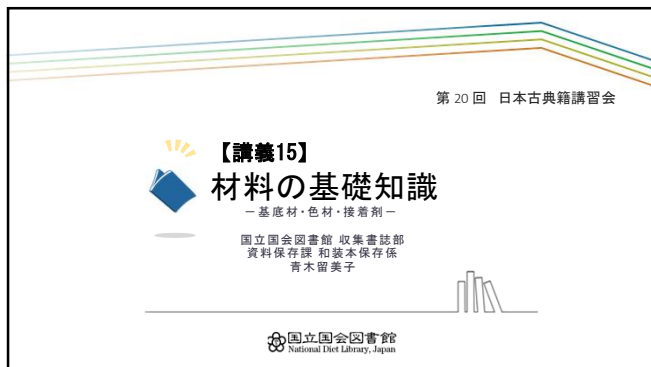 第 20 回 日本古典籍講習会
【講義15】
材料の基礎知識
－基底材・色材・接着剤－
国立国会図書館 収集書誌部
資料保存課 和装本保存係
青木留美子
国立国会図書館
National Diet Library, Japan